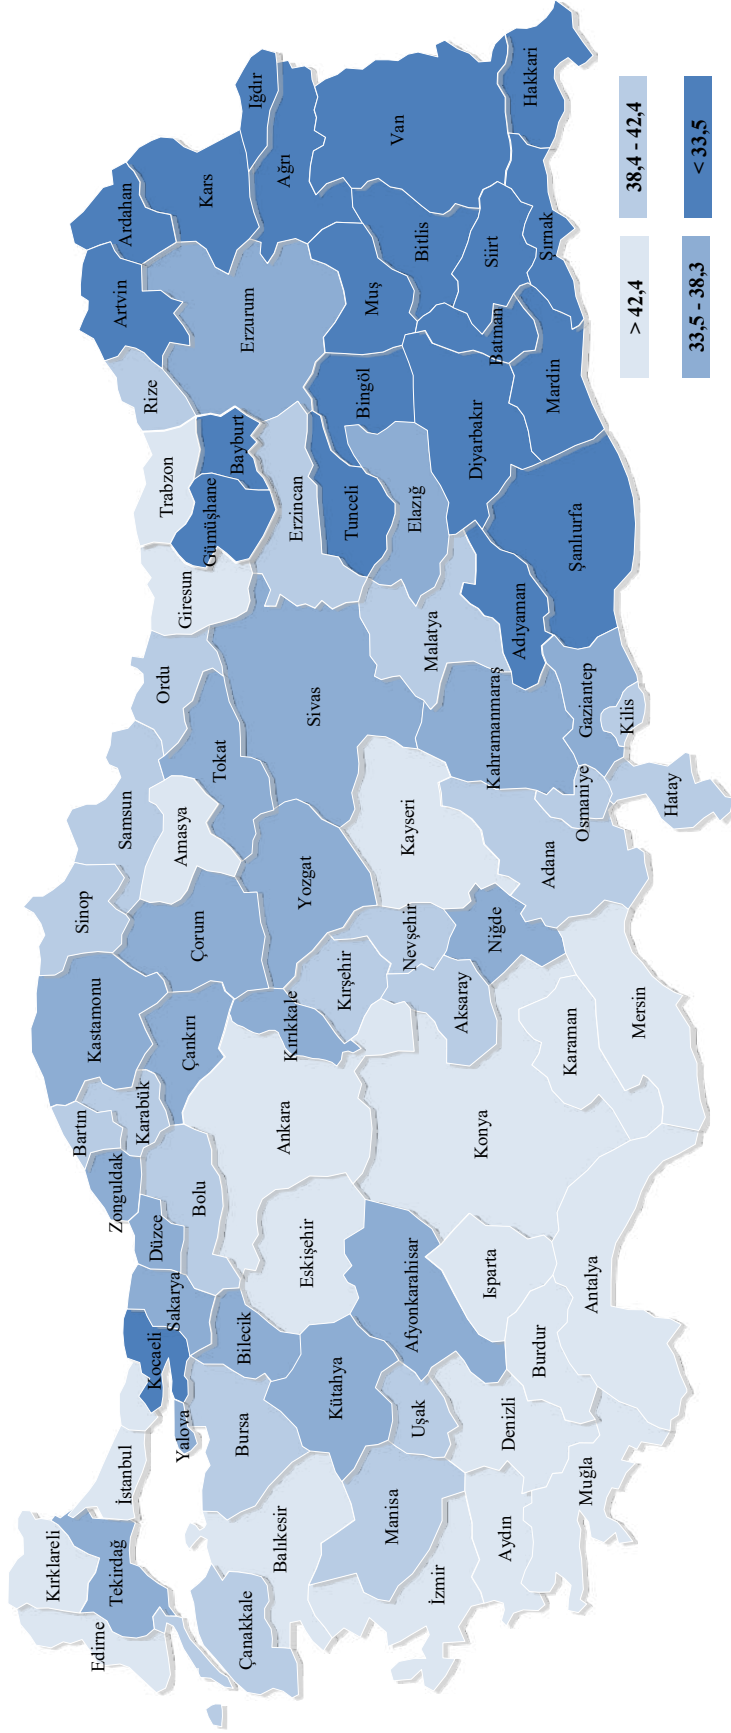 Kırklareli
Edirne
Tekirdağ
İstanbul
Çanakkale
Balıkesir
Bursa
Yalova
Kocaeli
Sakarya
Düzce
Zonguldak
Bartın
Karabük
Bolu
Bilecik
Kütahya
Manisa
İzmir
Uşak
Aydın
Denizli
Muğla
Burdur
Antalya
Isparta
Afyonkarahisar
Eskişehir
Ankara
Konya
Karaman
Mersin
Kastamonu
Çankırı
Kırıkkale
Kırşehir
Aksaray
Nevşehir
Niğde
Sinop
Çorum
Yozgat
Kayseri
Adana
Samsun
Amasya
Tokat
Sivas
Ordu
Giresun
Trabzon
Gümüşhane
Bayburt
Rize
Artvin
Ardahan
Kars
Iğdır
Ağrı
Erzurum
Erzincan
Tunceli
Bingöl
Elazığ
Malatya
Kahramanmaraş
Osmaniye
Hatay
Kilis
Gaziantep
Adıyaman
Şanlıurfa
Diyarbakır
Mardin
Batman
Muş
Bitlis
Siirt
Şırnak
Van
Hakkari
> 42,4
38,4 - 42,4
33,5 - 38,3
< 33,5